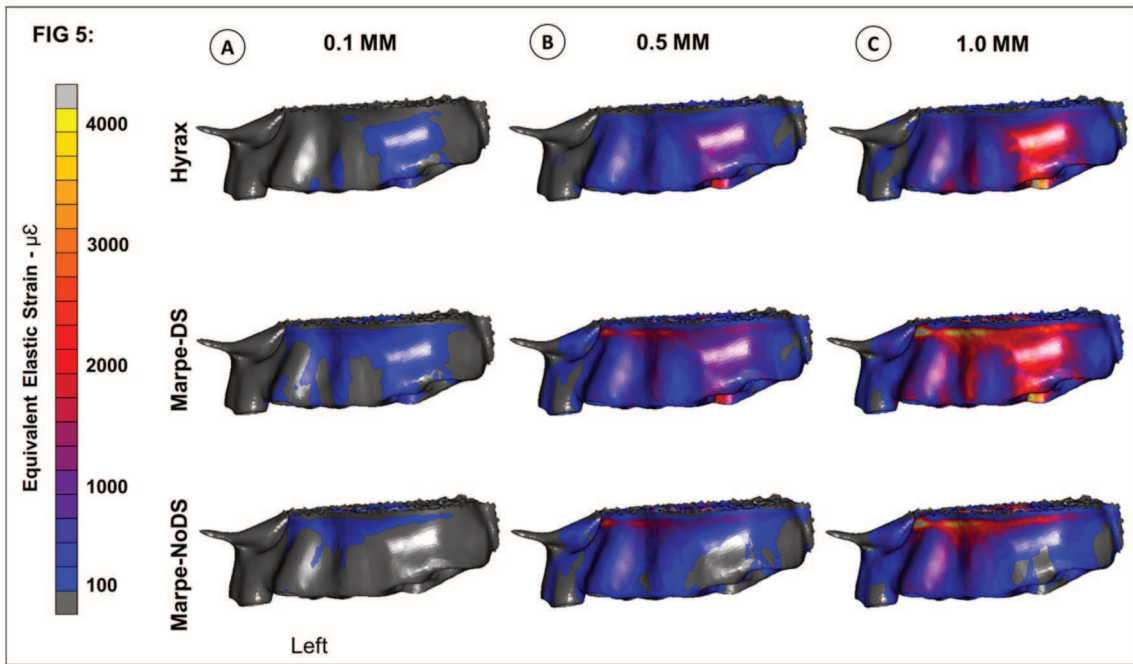 FIG 5:
A
0.1 MM
B
0.5 MM
C
1.0 MM
Equivalent Elastic Strain - µƐ
4000
3000
2000
1000
100
Hyrax
Marpe-DS
Marpe-NoDS
Left